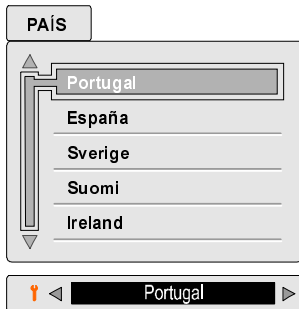 PAÍS
Portugal
España
Sverige
Suomi
Ireland
Portugal